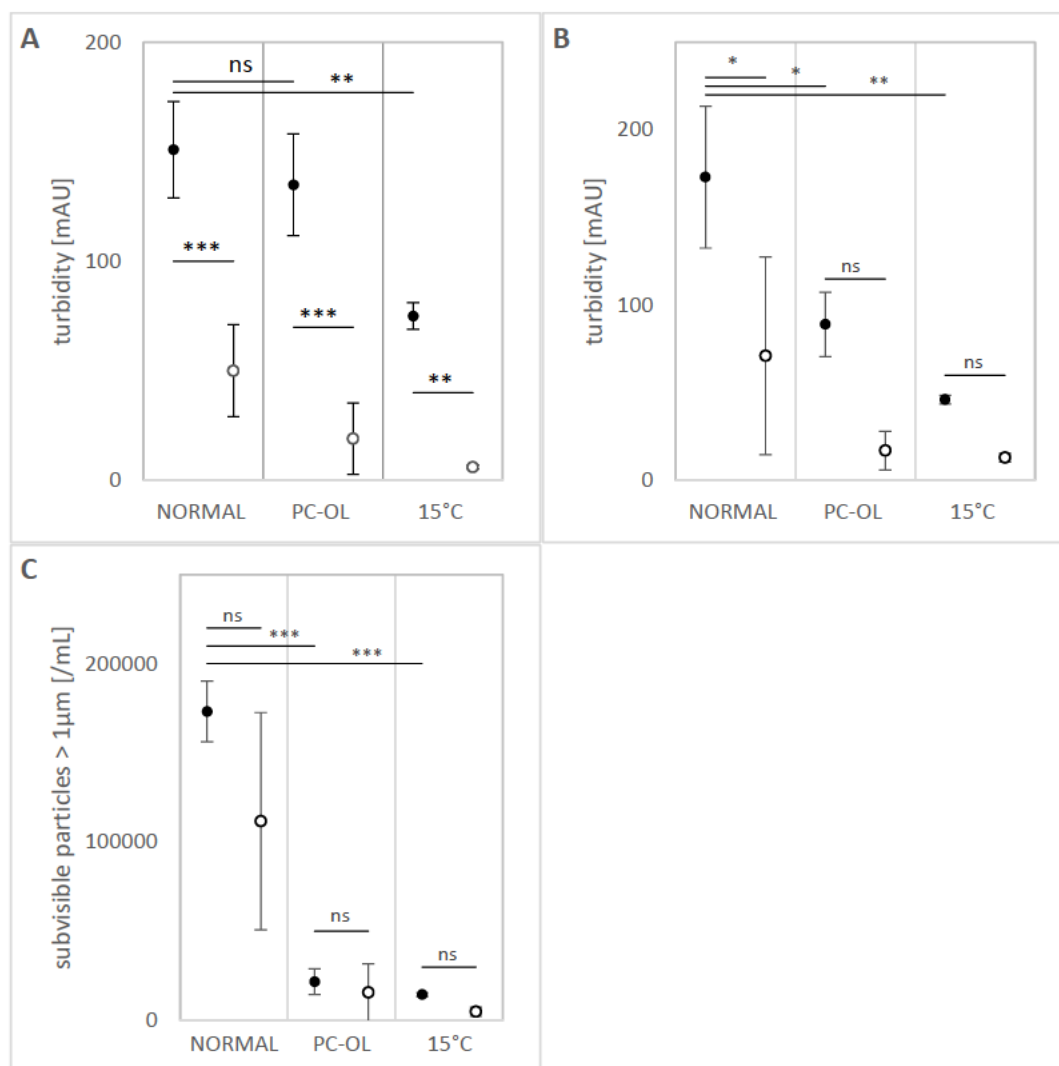 A
turbidity [mAU]
200
100
0
ns
**
***
***
**
NORMAL PC-OL 15°C
B
turbidity [mAU]
200
100
0
*
*
**
ns
ns
NORMAL PC-OL 15°C
C
subvisible particles > 1µm [/mL]
200000
100000
0
ns
***
***
ns
ns
NORMAL PC-OL 15°C